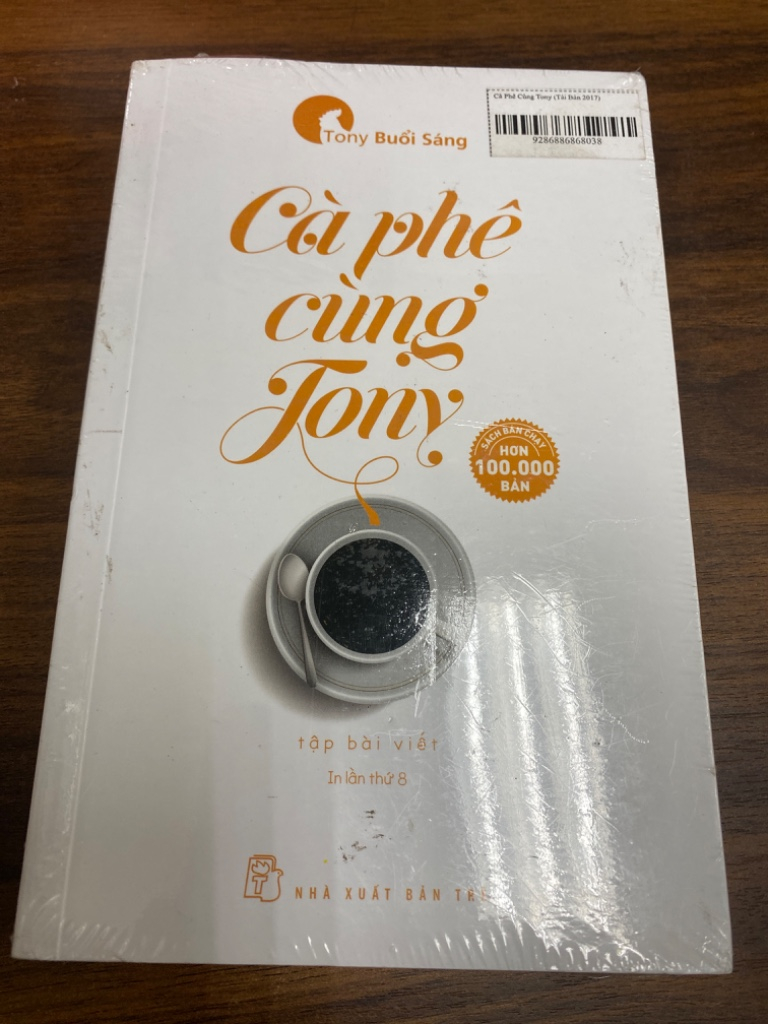 Tony Buổi Sáng
Cà Phê Cùng Tony (Tái Bản 2017)
9286886868038
Cà phê
cùng
Tony
SÁCH BÁN CHẠY
HƠN
100.000
BẢN
tập bài viết
In lần thứ 8
T
NHÀ XUẤT BẢN TRẺ